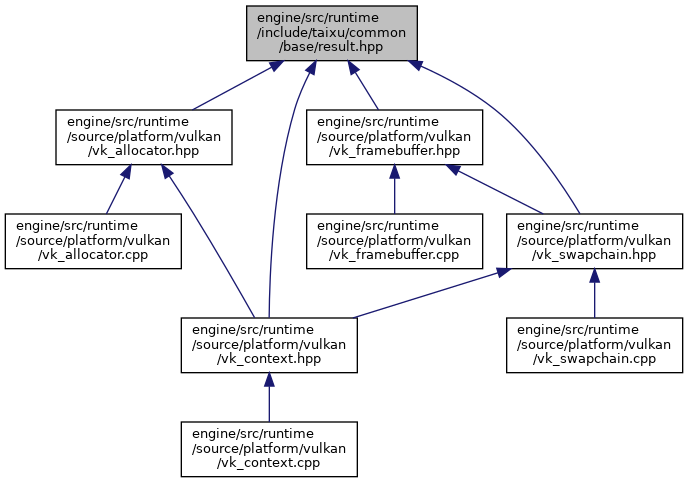 engine/src/runtime
/include/taixu/common
/base/result.hpp
engine/src/runtime
/source/platform/vulkan
/vk_allocator.hpp
engine/src/runtime
/source/platform/vulkan
/vk_framebuffer.hpp
engine/src/runtime
/source/platform/vulkan
/vk_allocator.cpp
engine/src/runtime
/source/platform/vulkan
/vk_framebuffer.cpp
engine/src/runtime
/source/platform/vulkan
/vk_swapchain.hpp
engine/src/runtime
/source/platform/vulkan
/vk_context.hpp
engine/src/runtime
/source/platform/vulkan
/vk_swapchain.cpp
engine/src/runtime
/source/platform/vulkan
/vk_context.cpp